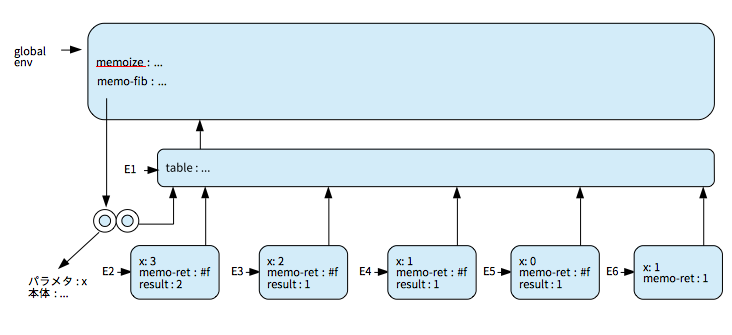 global
env
memoize : ...
memo-fib : ...
E1
table : ...
パラメタ : x
本体 : ...
E2
x: 3
memo-ret : #f
result : 2
E3
x: 2
memo-ret : #f
result : 1
E4
x: 1
memo-ret : #f
result : 1
E5
x: 0
memo-ret : #f
result : 1
E6
x: 1
memo-ret : 1